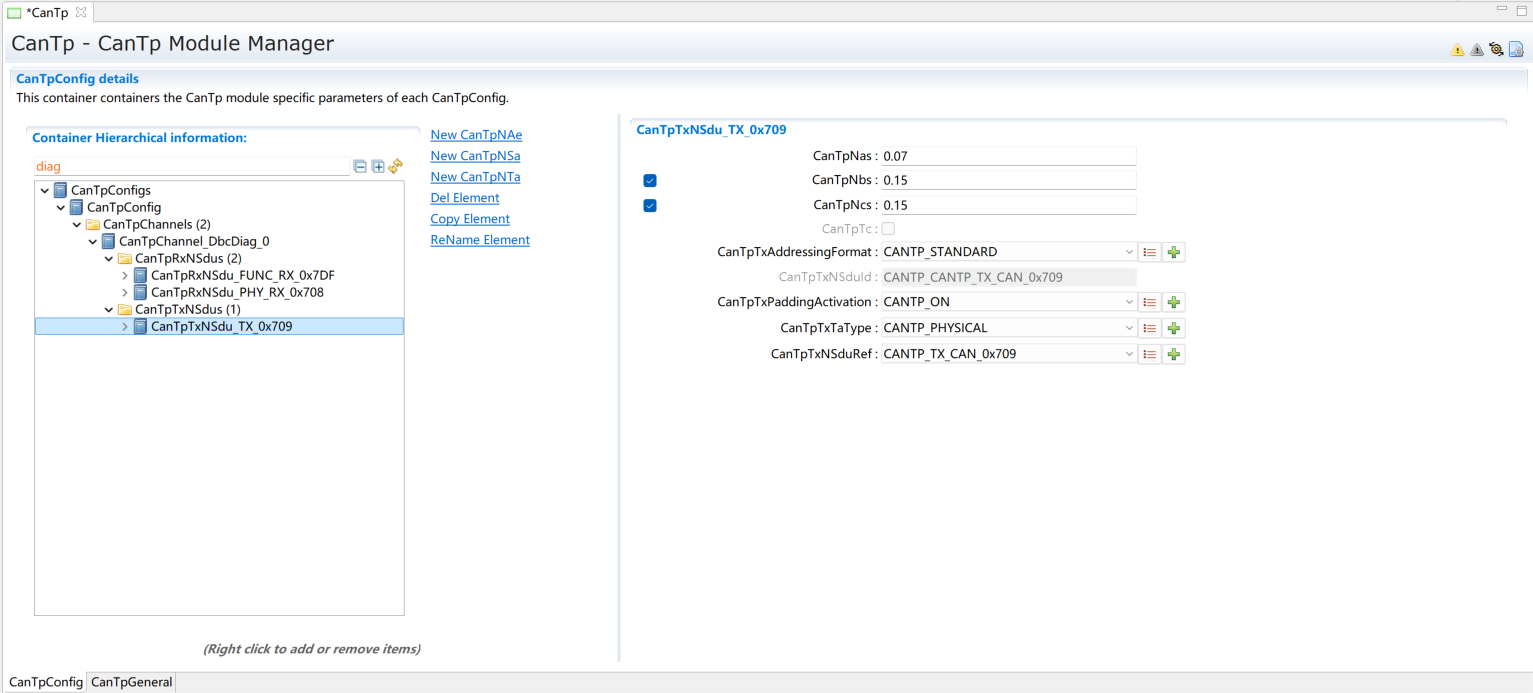 *CanTp
CanTp - CanTp Module Manager
CanTpConfig details
This container containers the CanTp module specific parameters of each CanTpConfig.
Container Hierarchical information:
diag
CanTpConfigs
CanTpConfig
CanTpChannels (2)
CanTpChannel_DbcDiag_0
CanTpRxNSdus (2)
CanTpRxNSdu_FUNC_RX_0x7DF
CanTpRxNSdu_PHY_RX_0x708
CanTpTxNSdus (1)
CanTpTxNSdu_TX_0x709
(Right click to add or remove items)
New CanTpNAe
New CanTpNSa
New CanTpNTa
Del Element
Copy Element
ReName Element
CanTpTxNSdu_TX_0x709
CanTpNas : 0.07
CanTpNbs : 0.15
CanTpNcs : 0.15
CanTpTc :
CanTpTxAddressingFormat : CANTP_STANDARD
CanTpTxNSduId : CANTP_CANTP_TX_CAN_0x709
CanTpTxPaddingActivation : CANTP_ON
CanTpTxTaType : CANTP_PHYSICAL
CanTpTxNSduRef : CANTP_TX_CAN_0x709
CanTpConfig CanTpGeneral